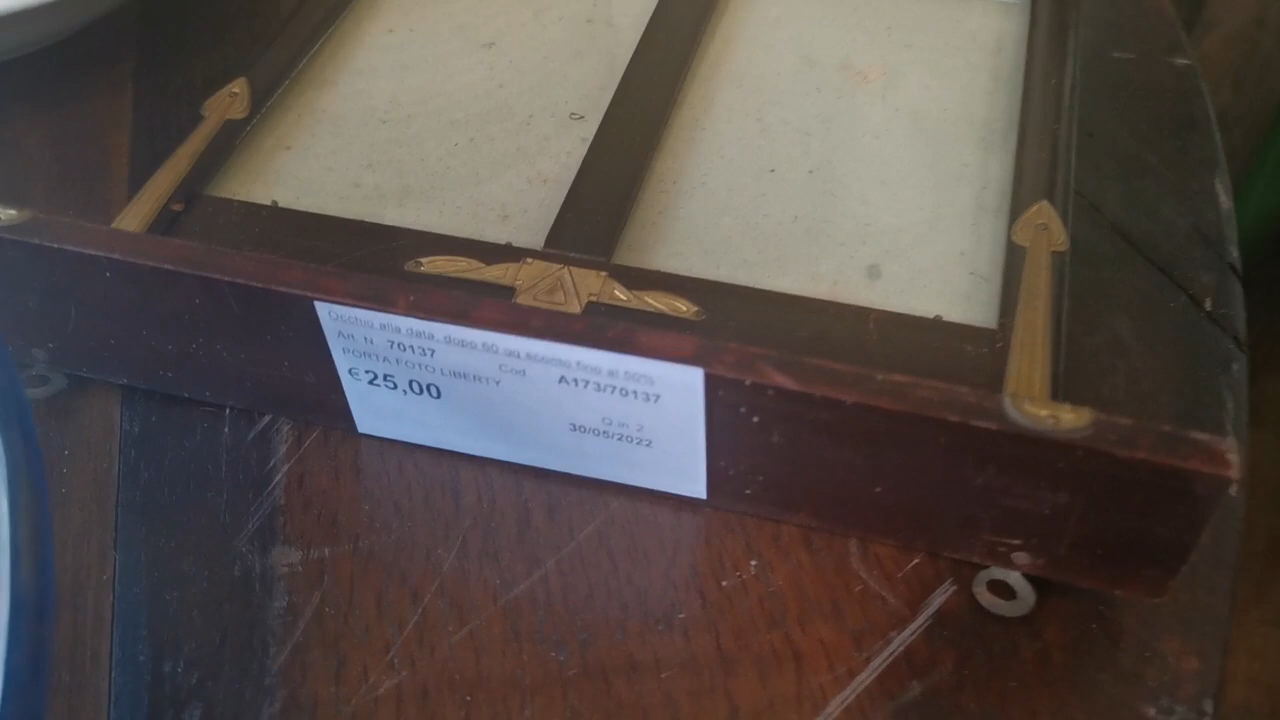 Occhio alla data, dopo 60 gg sconto fino al 50%
Art. N. 70137 Cod A173/70137
PORTA FOTO LIBERTY
€25,00
Q.in 2
30/05/2022